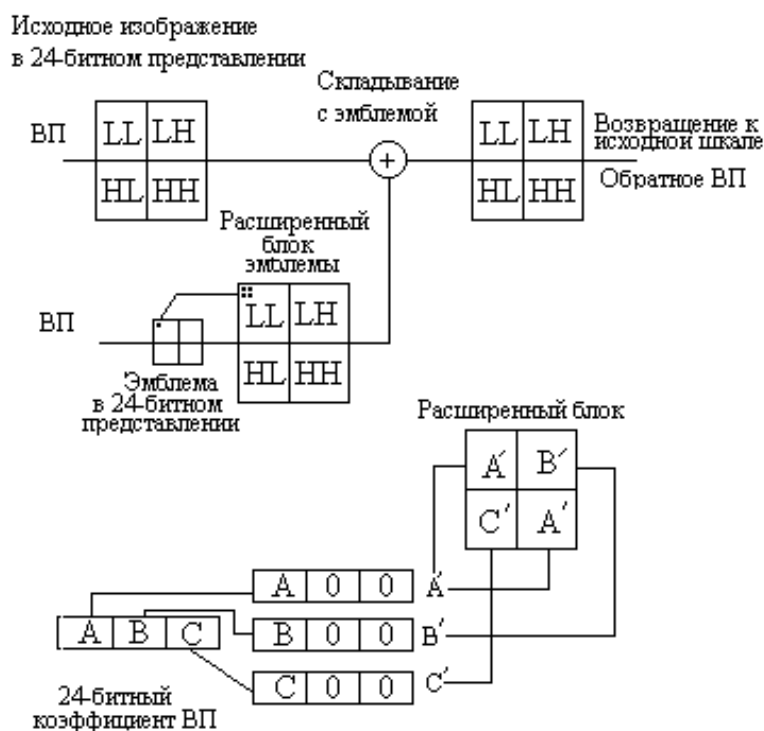 Исходное изображение
в 24-битном представлении
Складывание
с эмблемой
ВП
LL LH
HL HH
+
LL LH
HL HH
Возвращение к
исходной шкале
Обратное ВП
Расширенный
блок
эмблемы
ВП
LL LH
HL HH
Эмблема
в 24-битном
представлении
Расширенный блок
A′ B′
C′ A′
A 0 0 A′
A B C
B 0 0 B′
C 0 0 C′
24-битный
коэффициент ВП